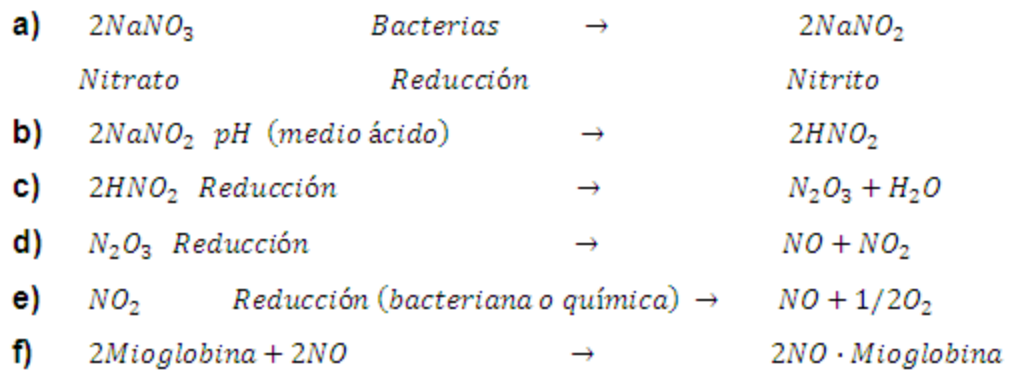 a) 2NaNO₃ Bacterias → 2NaNO₂
Nitrato Reducción Nitrito
b) 2NaNO₂ pH (medio ácido) → 2HNO₂
c) 2HNO₂ Reducción → N₂O₃ + H₂O
d) N₂O₃ Reducción → NO + NO₂
e) NO₂ Reducción (bacteriana o química) → NO + 1/2O₂
f) 2Mioglobina + 2NO → 2NO · Mioglobina